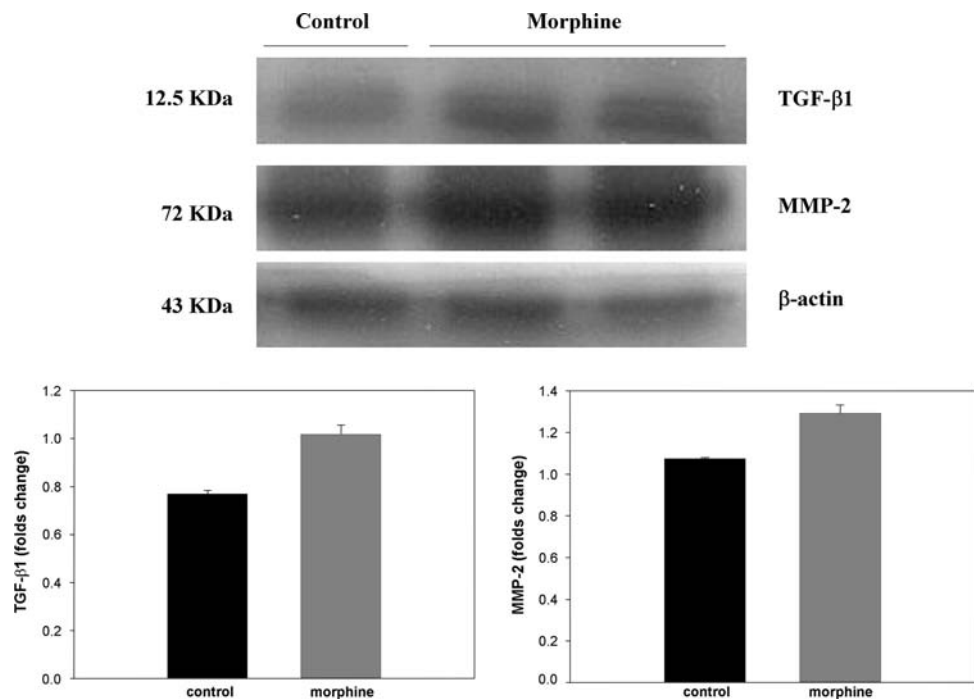 Control Morphine
12.5 KDa TGF-β1
72 KDa MMP-2
43 KDa β-actin
TGF-β1 (folds change)
1.2
1.0
0.8
0.6
0.4
0.2
0.0
control morphine
MMP-2 (folds change)
1.4
1.2
1.0
0.8
0.6
0.4
0.2
0.0
control morphine